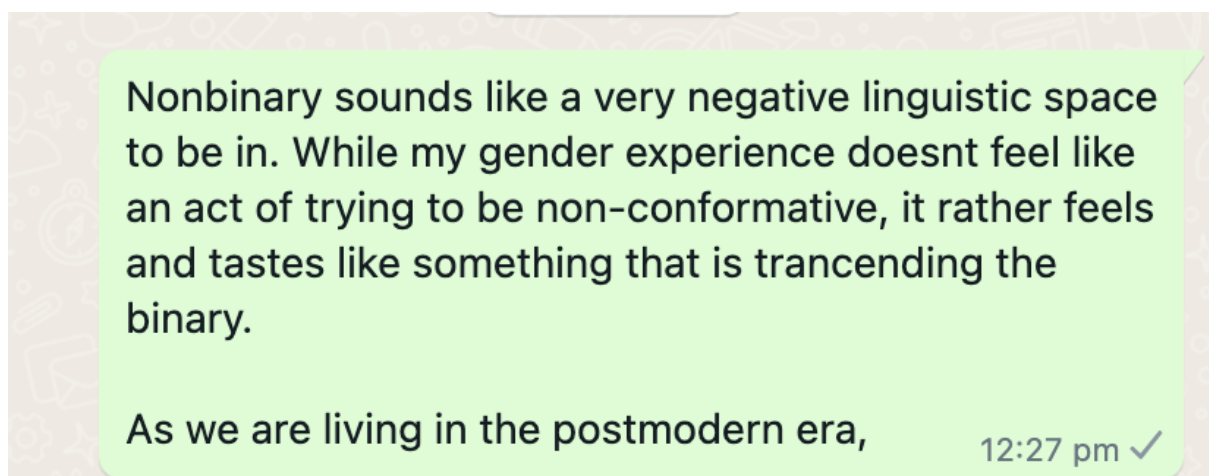 Nonbinary sounds like a very negative linguistic space
to be in. While my gender experience doesnt feel like
an act of trying to be non-conformative, it rather feels
and tastes like something that is trancending the
binary.
As we are living in the postmodern era,
12:27 pm